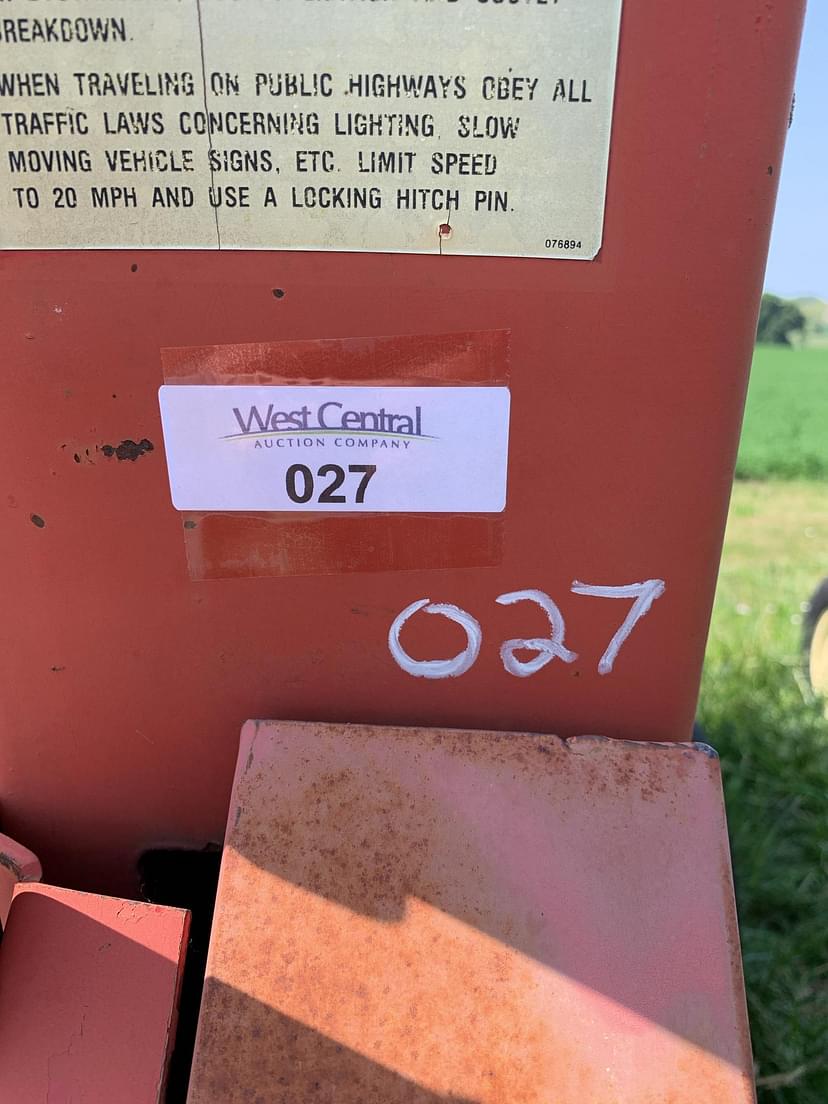 BREAKDOWN.
WHEN TRAVELING ON PUBLIC HIGHWAYS OBEY ALL
TRAFFIC LAWS CONCERNING LIGHTING, SLOW
MOVING VEHICLE SIGNS, ETC. LIMIT SPEED
TO 20 MPH AND USE A LOCKING HITCH PIN.
076894
West Central
AUCTION COMPANY
027
027